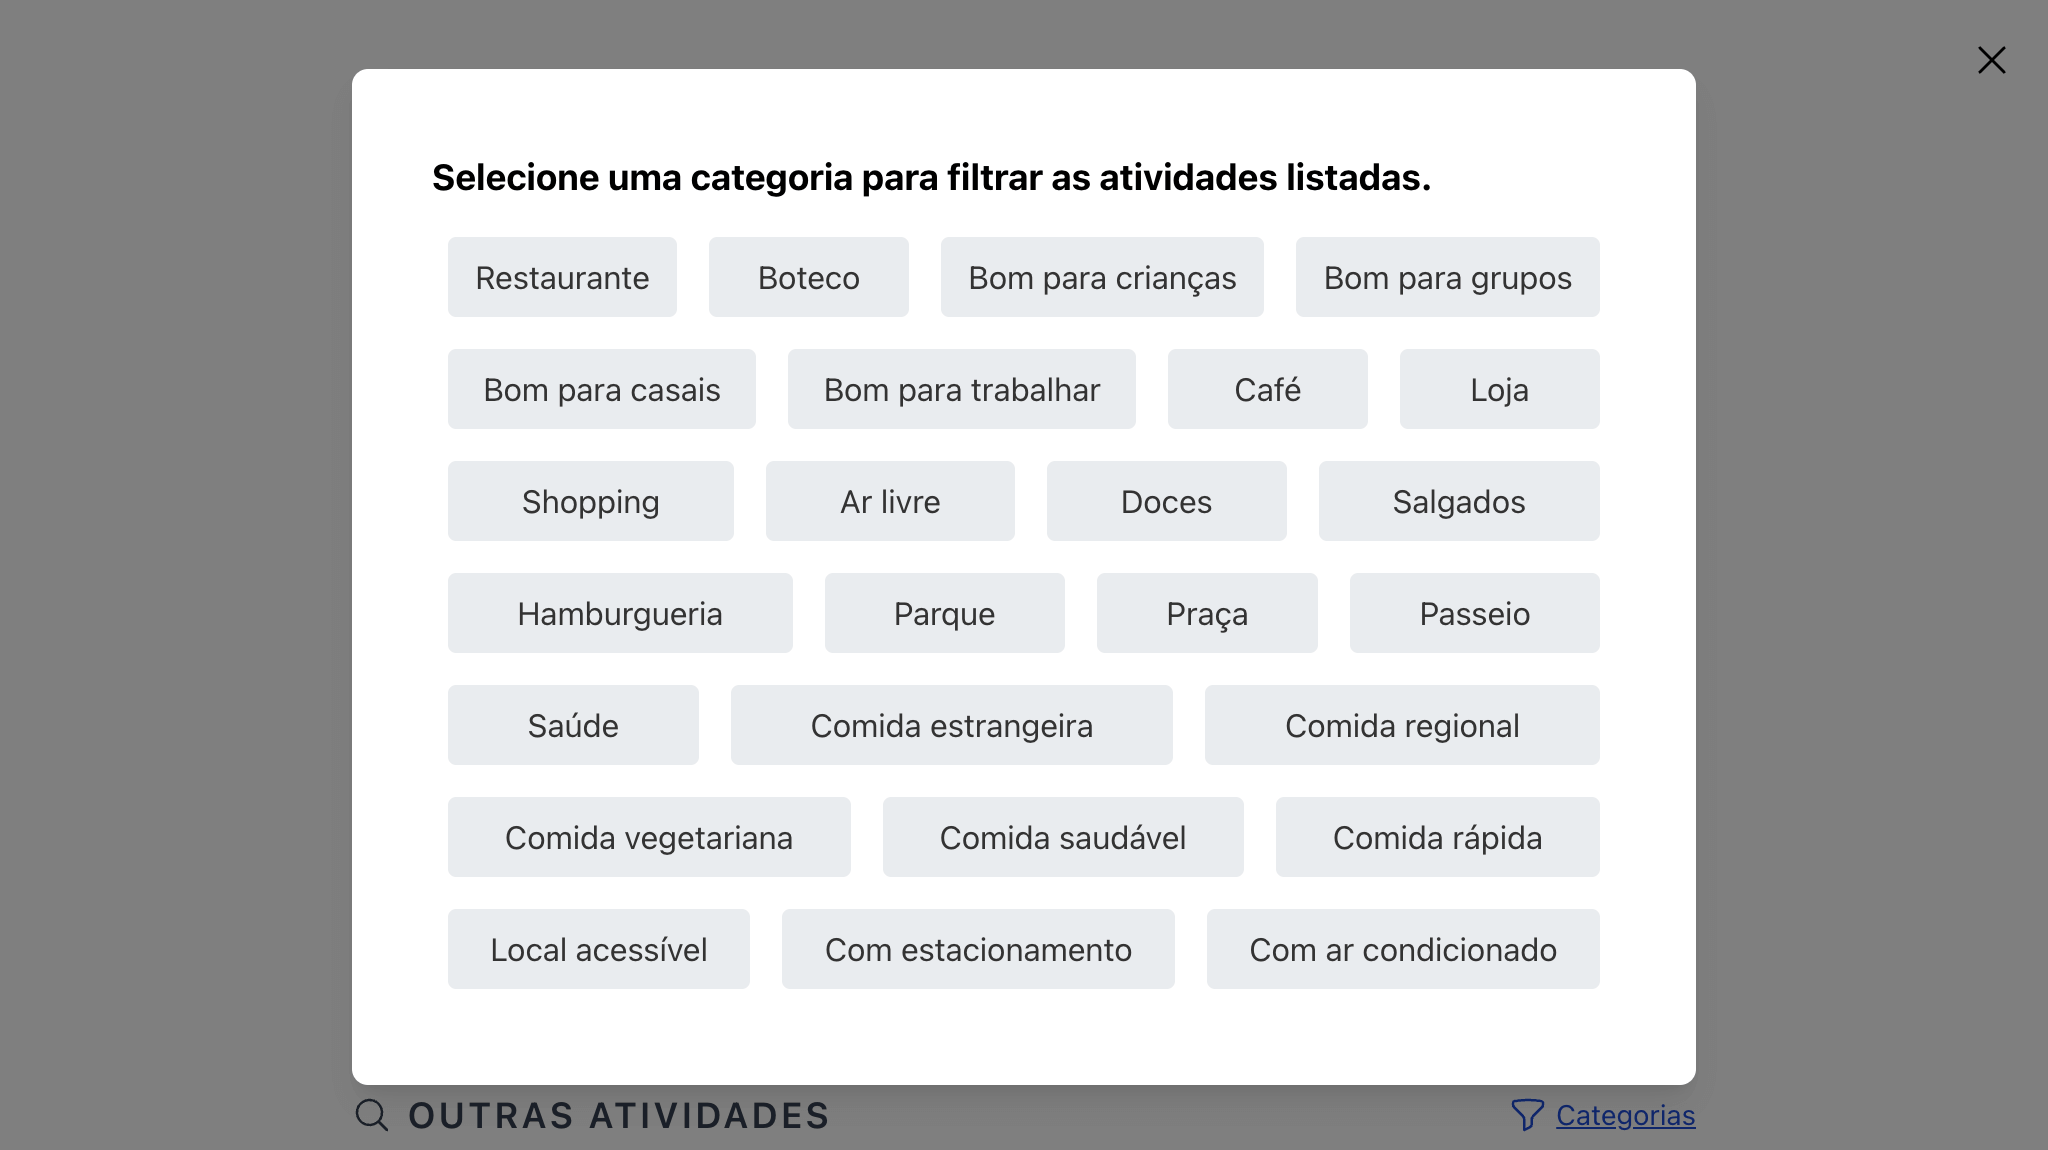 Selecione uma categoria para filtrar as atividades listadas.
Restaurante Boteco Bom para crianças Bom para grupos
Bom para casais Bom para trabalhar Café Loja
Shopping Ar livre Doces Salgados
Hamburgueria Parque Praça Passeio
Saúde Comida estrangeira Comida regional
Comida vegetariana Comida saudável Comida rápida
Local acessível Com estacionamento Com ar condicionado
OUTRAS ATIVIDADES Categorias